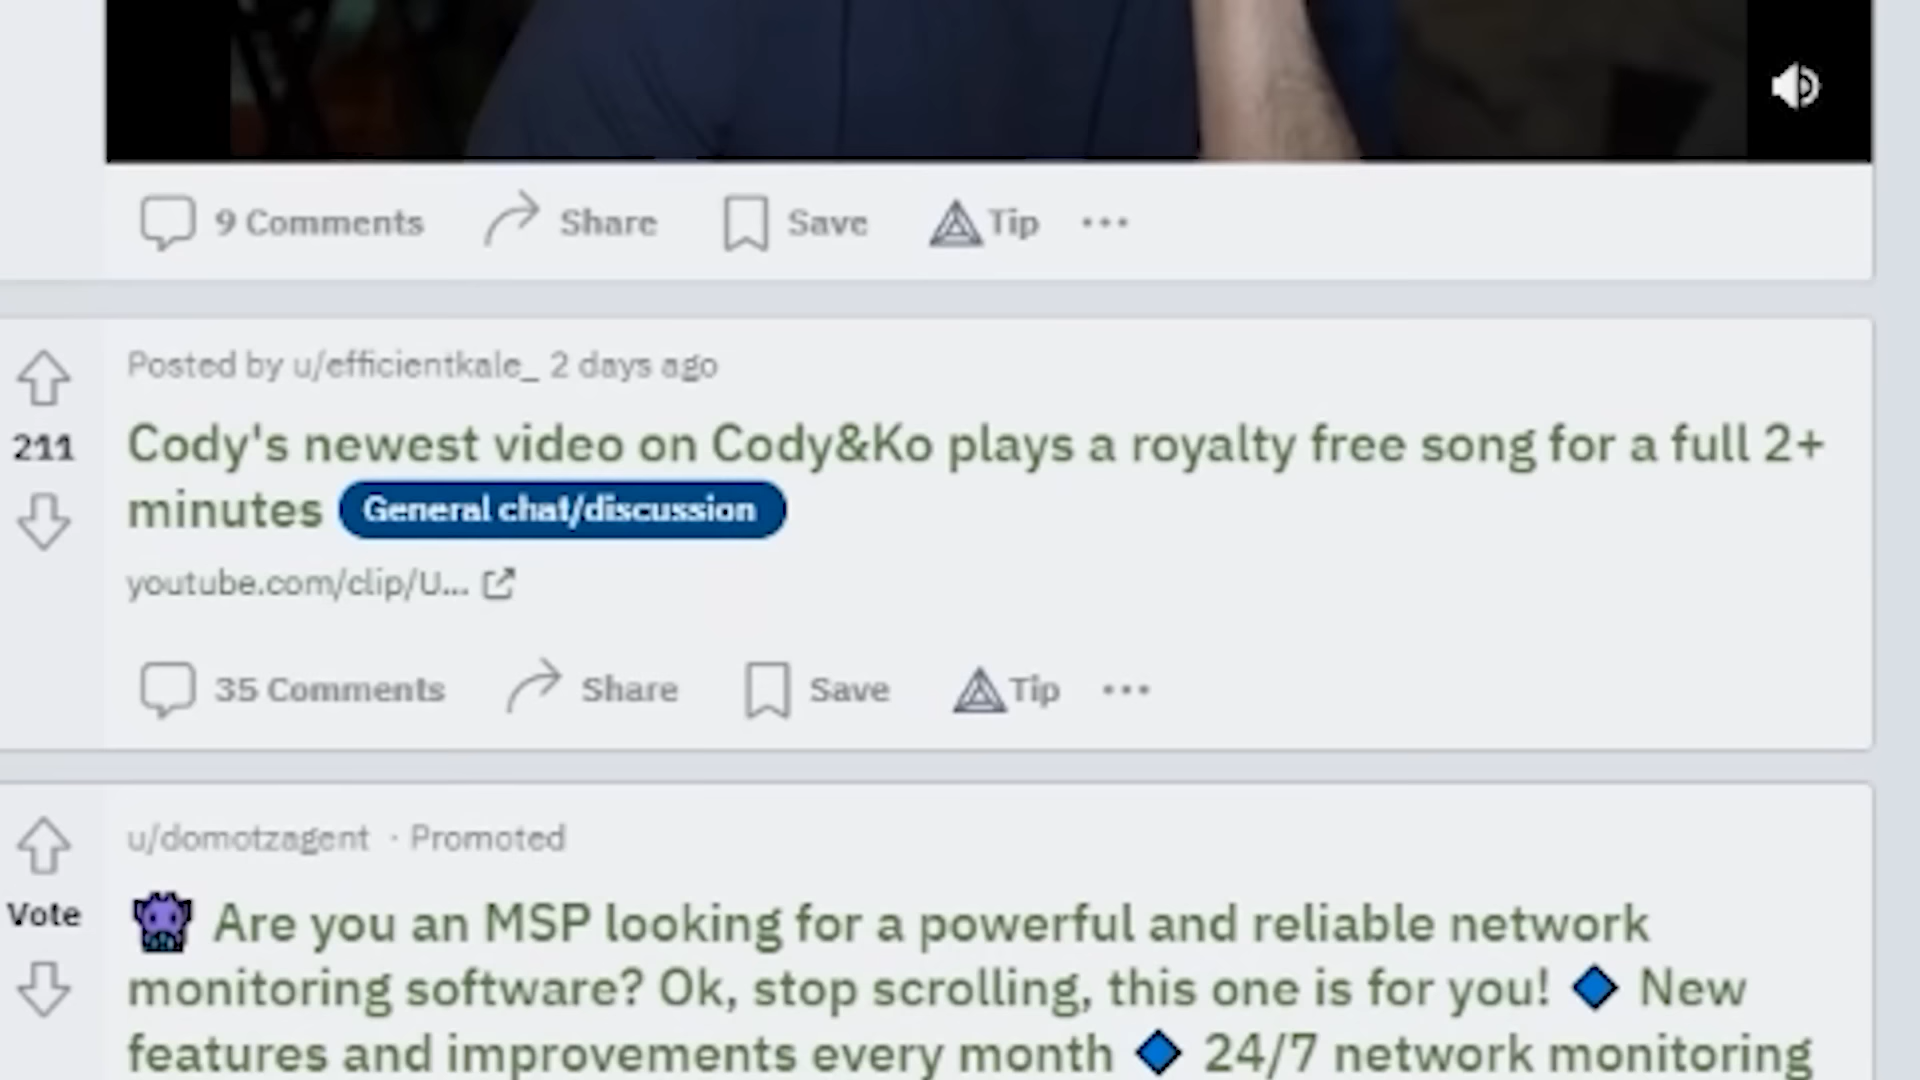 9 Comments Share Save Tip
Posted by u/efficientkale_ 2 days ago
211
Cody's newest video on Cody&Ko plays a royalty free song for a full 2+
minutes General chat/discussion
youtube.com/clip/U...
35 Comments Share Save Tip
u/domotzagent · Promoted
Vote
Are you an MSP looking for a powerful and reliable network
monitoring software? Ok, stop scrolling, this one is for you! 🔷 New
features and improvements every month 🔷 24/7 network monitoring